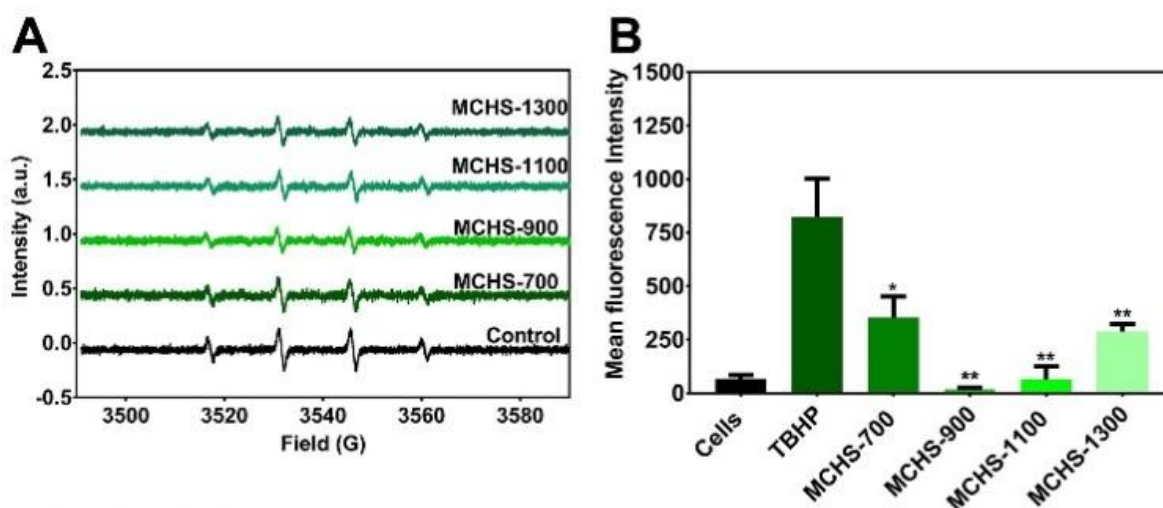 A
2.5
2.0
1.5
1.0
0.5
0.0
-0.5
Intensity (a.u.)
MCHS-1300
MCHS-1100
MCHS-900
MCHS-700
Control
3500 3520 3540 3560 3580
Field (G)
B
1500
1250
1000
750
500
250
0
Mean fluorescence Intensity
*
**
**
**
Cells
TBHP
MCHS-700
MCHS-900
MCHS-1100
MCHS-1300